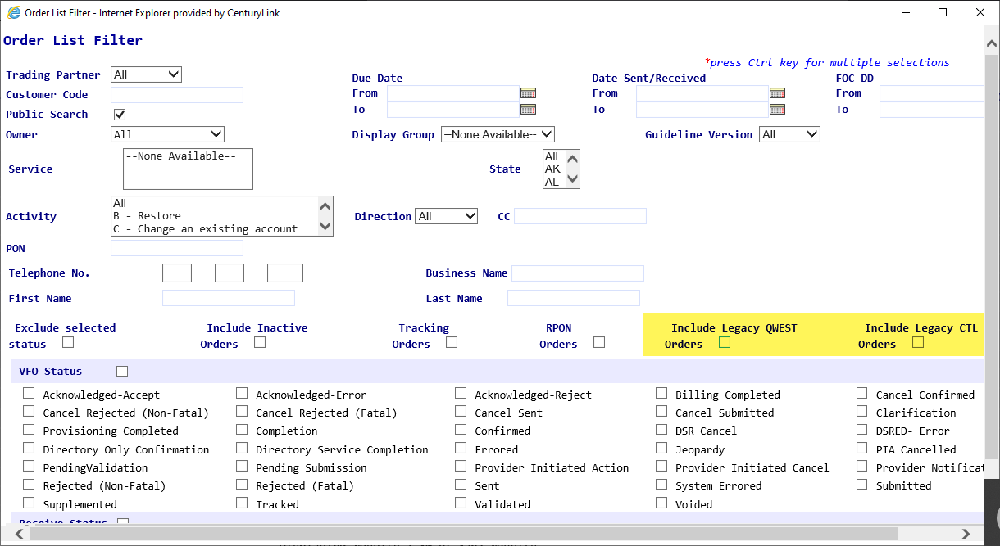 Order List Filter - Internet Explorer provided by CenturyLink
Order List Filter
*press Ctrl key for multiple selections
Trading Partner All
Due Date Date Sent/Received FOC DD
Customer Code From From From
Public Search To To To
Owner All Display Group --None Available-- Guideline Version All
Service --None Available-- State All
AK
AL
Activity All
B - Restore
C - Change an existing account
Direction All CC
PON
Telephone No. - - Business Name
First Name Last Name
Exclude selected Include Inactive Tracking RPON Include Legacy QWEST Include Legacy CTL
status Orders Orders Orders Orders Orders
VFO Status
Acknowledged-Accept Acknowledged-Error Acknowledged-Reject Billing Completed Cancel Confirmed
Cancel Rejected (Non-Fatal) Cancel Rejected (Fatal) Cancel Sent Cancel Submitted Clarification
Provisioning Completed Completion Confirmed DSR Cancel DSRED- Error
Directory Only Confirmation Directory Service Completion Errored Jeopardy PIA Cancelled
PendingValidation Pending Submission Provider Initiated Action Provider Initiated Cancel Provider Notificat
Rejected (Non-Fatal) Rejected (Fatal) Sent System Errored Submitted
Supplemented Tracked Validated Voided
Receive Status